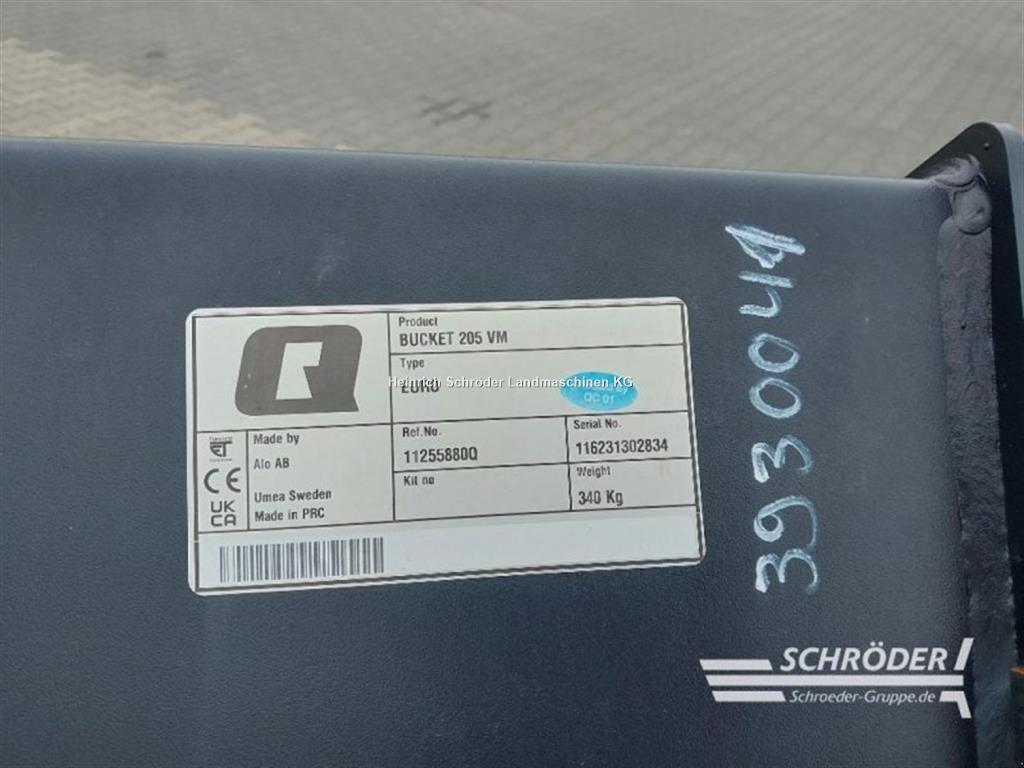 Product
BUCKET 205 VM
Type
EURO
Heinrich Schröder Landmaschinen KG
QC 01
Made by
Alo AB
Umea Sweden
Made in PRC
CE
UK
CA
Ref.No.
11255880Q
Serial No.
116231302834
Kit no
Weight
340 Kg
SCHRÖDER
Schroeder-Gruppe.de